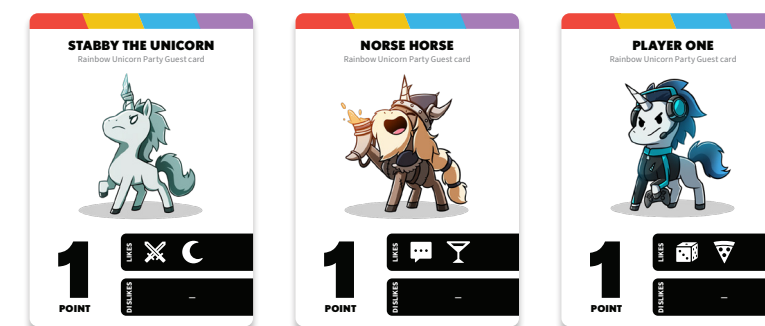 STABBY THE UNICORN
Rainbow Unicorn Party Guest card
1
POINT
LIKES
DISLIKES
–
NORSE HORSE
Rainbow Unicorn Party Guest card
1
POINT
LIKES
DISLIKES
–
PLAYER ONE
Rainbow Unicorn Party Guest card
1
POINT
LIKES
DISLIKES
–